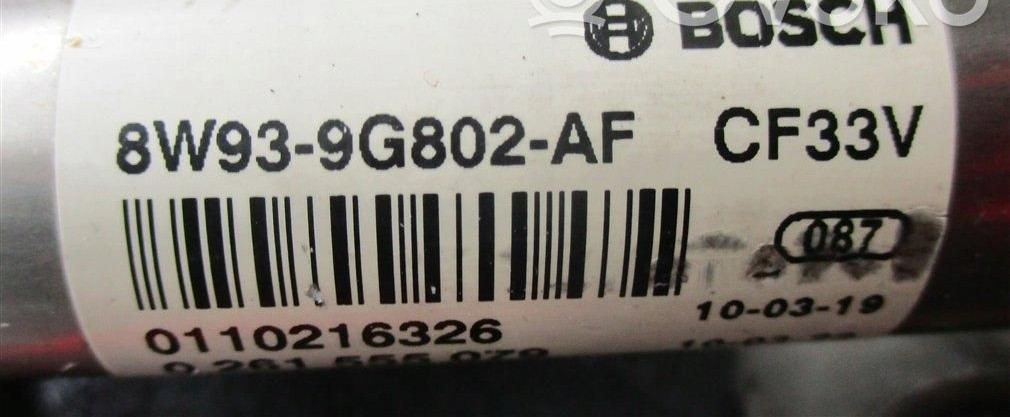 BOSCH
8W93-9G802-AF CF33V
087
10-03-19
0110216326